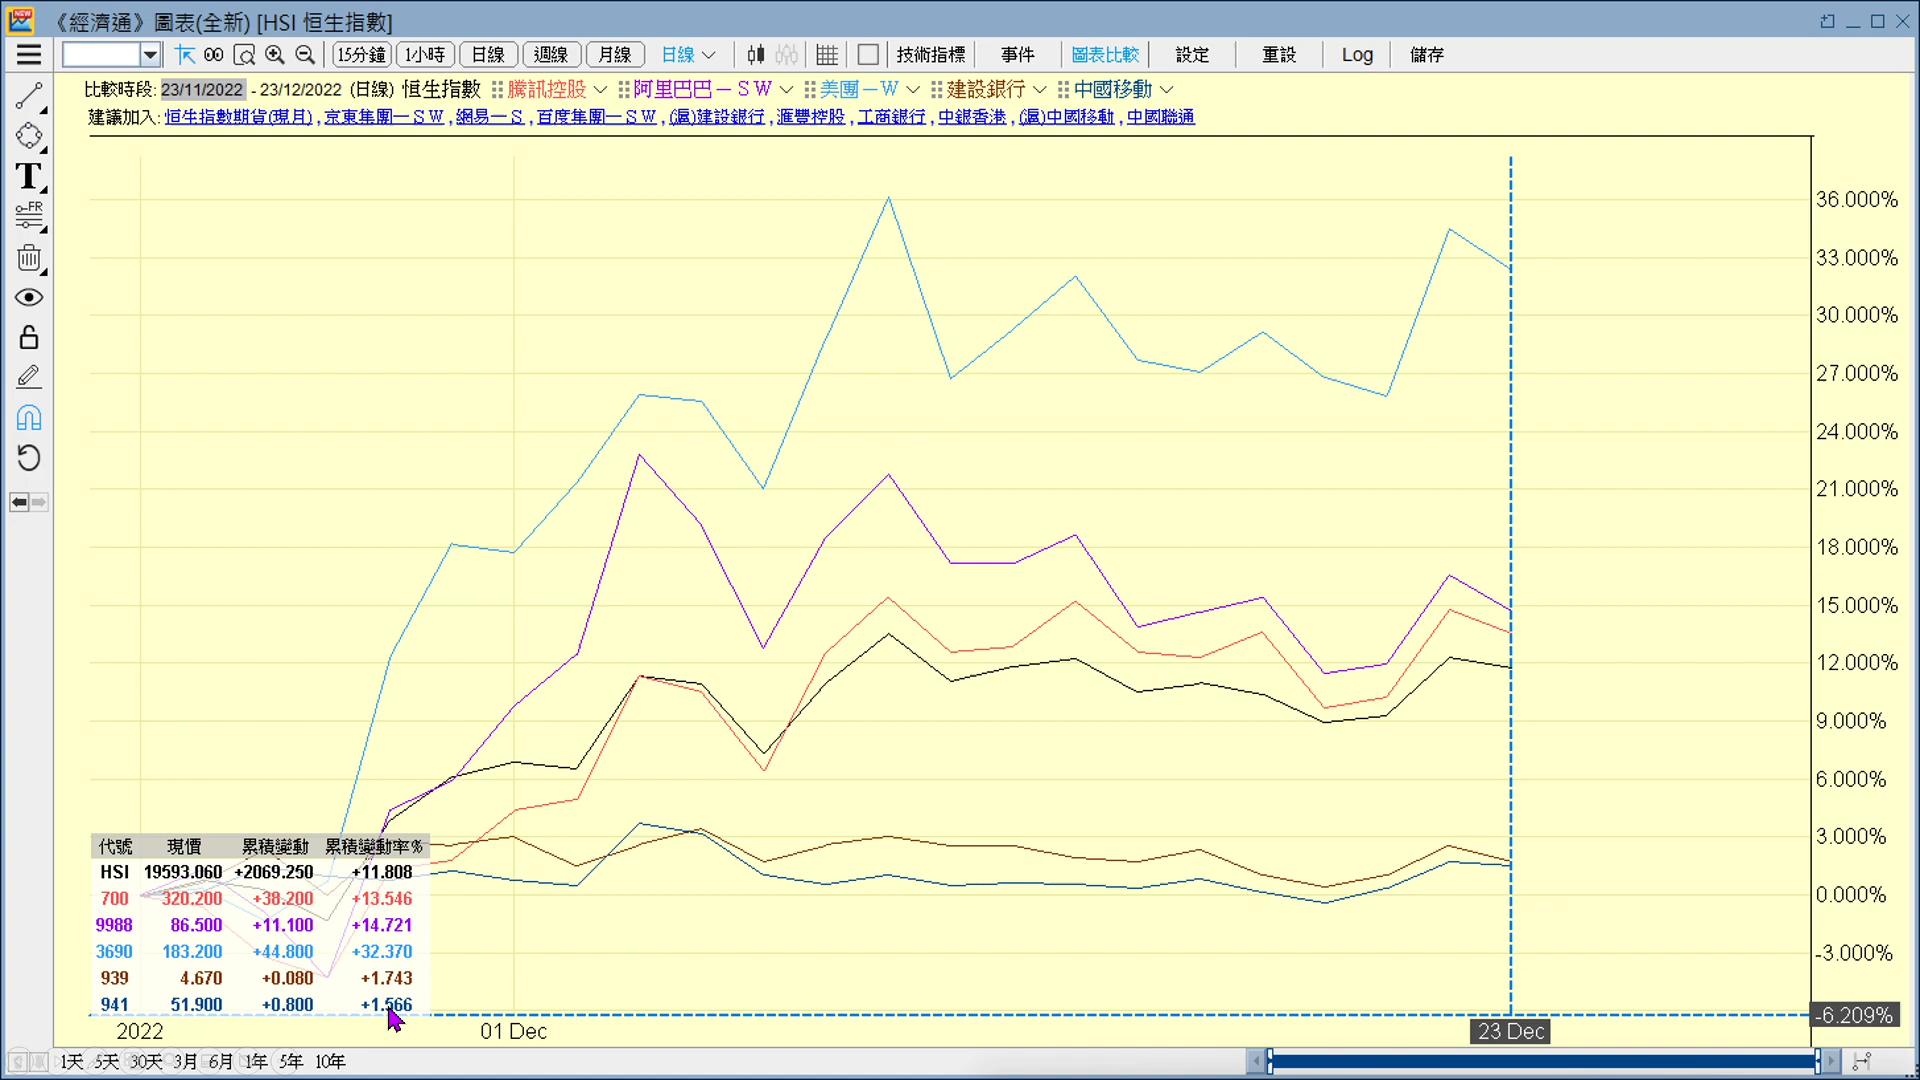 《經濟通》圖表(全新) [HSI 恒生指數]
15分鐘 1小時 日線 週線 月線 日線 技術指標 事件 圖表比較 設定 重設 Log 儲存
比較時段: 23/11/2022 - 23/12/2022 (日線) 恒生指數 騰訊控股 阿里巴巴－ＳＷ 美團－Ｗ 建設銀行 中國移動
建議加入: 恒生指數期貨(現月) , 京東集團－ＳＷ , 網易－Ｓ , 百度集團－ＳＷ , (滬)建設銀行 , 滙豐控股 , 工商銀行 , 中銀香港 , (滬)中國移動 , 中國聯通
T
FR
36.000%
33.000%
30.000%
27.000%
24.000%
21.000%
18.000%
15.000%
12.000%
9.000%
6.000%
3.000%
0.000%
-3.000%
-6.209%
代號 現價 累積變動 累積變動率%
HSI 19593.060 +2069.250 +11.808
700 320.200 +38.200 +13.546
9988 86.500 +11.100 +14.721
3690 183.200 +44.800 +32.370
939 4.670 +0.080 +1.743
941 51.900 +0.800 +1.566
2022 01 Dec 23 Dec
1天 5天 30天 3月 6月 1年 5年 10年